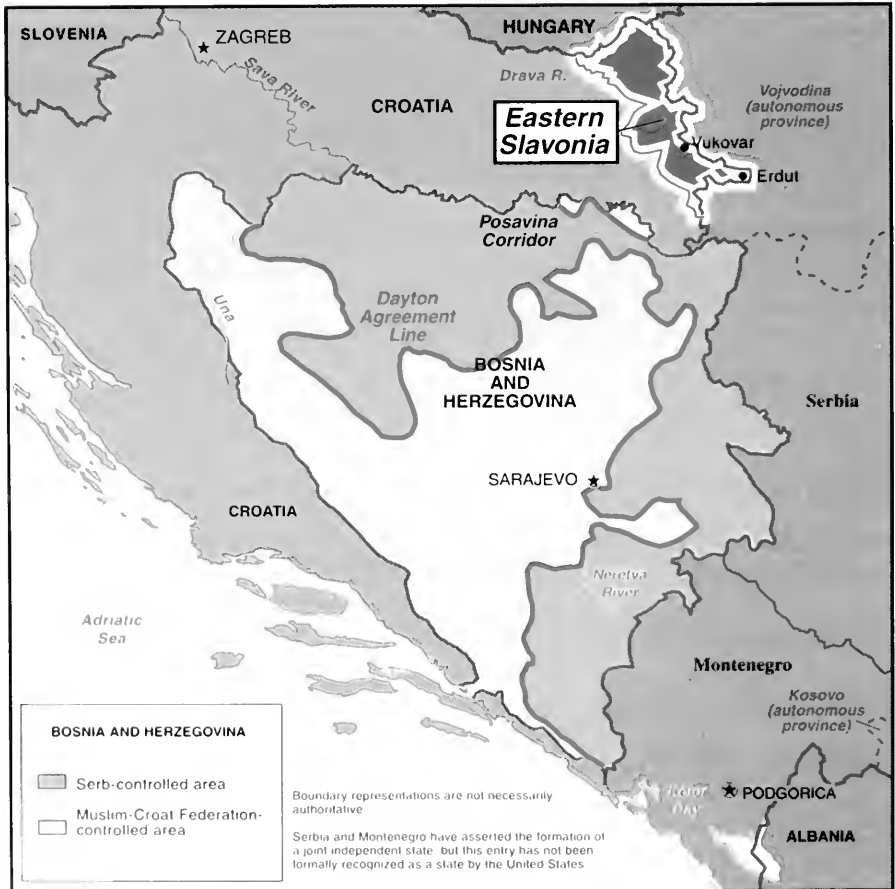 SLOVENIA
ZAGREB
Sava River
HUNGARY
Drava R.
CROATIA
Vojvodina
(autonomous
province)
Eastern
Slavonia
Vukovar
Erdut
Posavina
Corridor
Una
Dayton
Agreement
Line
BOSNIA
AND
HERZEGOVINA
Serbia
SARAJEVO
CROATIA
Neretva
River
Adriatic
Sea
Montenegro
Kosovo
(autonomous
province)
Kotor
Bay
PODGORICA
ALBANIA
BOSNIA AND HERZEGOVINA
Serb-controlled area
Muslim-Croat Federation-
controlled area
Boundary representations are not necessarily
authoritative
Serbia and Montenegro have asserted the formation of
a joint independent state but this entry has not been
formally recognized as a state by the United States